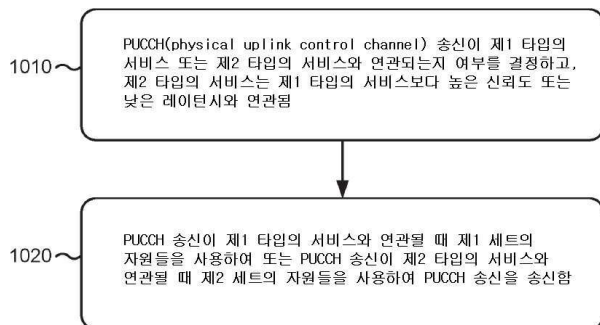 PUCCH(physical uplink control channel) 송신이 제1 타입의
서비스 또는 제2 타입의 서비스와 연관되는지 여부를 결정하고,
1010
제2 타입의 서비스는 제1 타입의 서비스보다 높은 신뢰도 또는
낮은 레이턴시와 연관됨
PUCCH 송신이 제1 타입의 서비스와 연관될 때 제1 세트의
1020
자원들을 사용하여 또는 PUCCH 송신이 제2 타입의 서비스와
연관될 때 제2 세트의 자원들을 사용하여 PUCCH 송신을 송신함